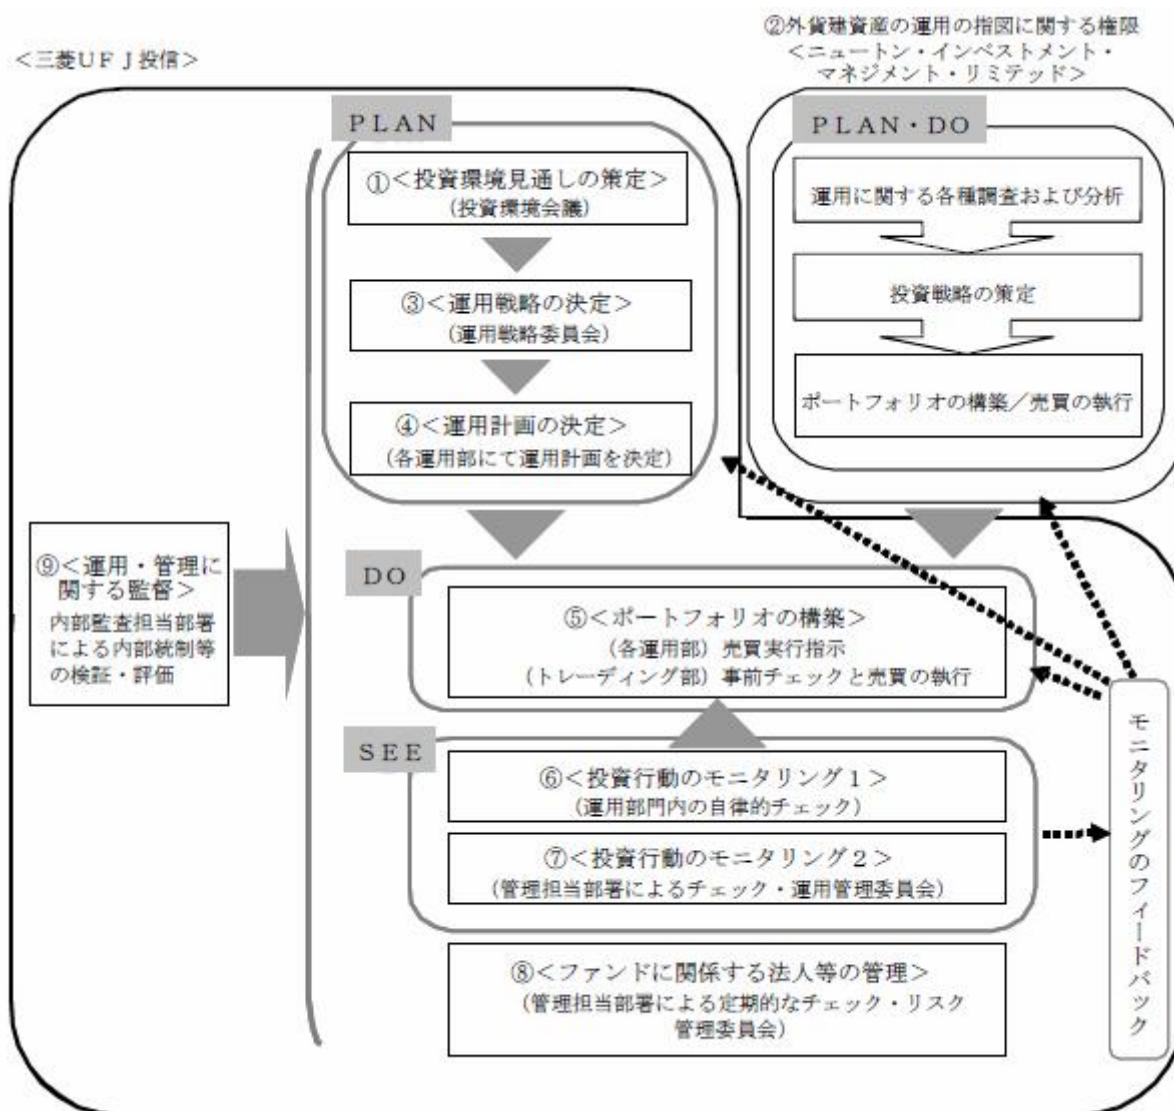 ＜三菱ＵＦＪ投信＞
②外貨建資産の運用の指図に関する権限
＜ニュートン・インベストメント・
マネジメント・リミテッド＞
ＰＬＡＮ
①＜投資環境見通しの策定＞
（投資環境会議）
③＜運用戦略の決定＞
（運用戦略委員会）
④＜運用計画の決定＞
（各運用部にて運用計画を決定）
ＰＬＡＮ・ＤＯ
運用に関する各種調査および分析
投資戦略の策定
ポートフォリオの構築／売買の執行
⑨＜運用・管理に
関する監督＞
内部監査担当部署
による内部統制等
の検証・評価
ＤＯ
⑤＜ポートフォリオの構築＞
（各運用部）売買実行指示
（トレーディング部）事前チェックと売買の執行
ＳＥＥ
⑥＜投資行動のモニタリング１＞
（運用部門内の自律的チェック）
⑦＜投資行動のモニタリング２＞
（管理担当部署によるチェック・運用管理委員会）
⑧＜ファンドに関係する法人等の管理＞
（管理担当部署による定期的なチェック・リスク
管理委員会）
モニタリングのフィードバック